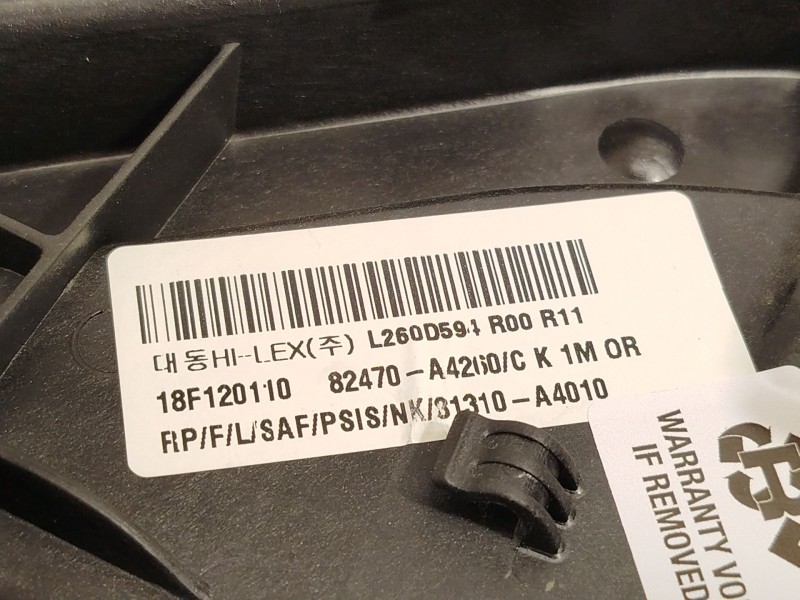 대동HI-LEX(주) L260D594 R00 R11
18F120110 82470-A4260/C K 1M OR
RP/F/L/SAF/PSIS/NK/81310-A4010
WARRANTY
IF REMOVED